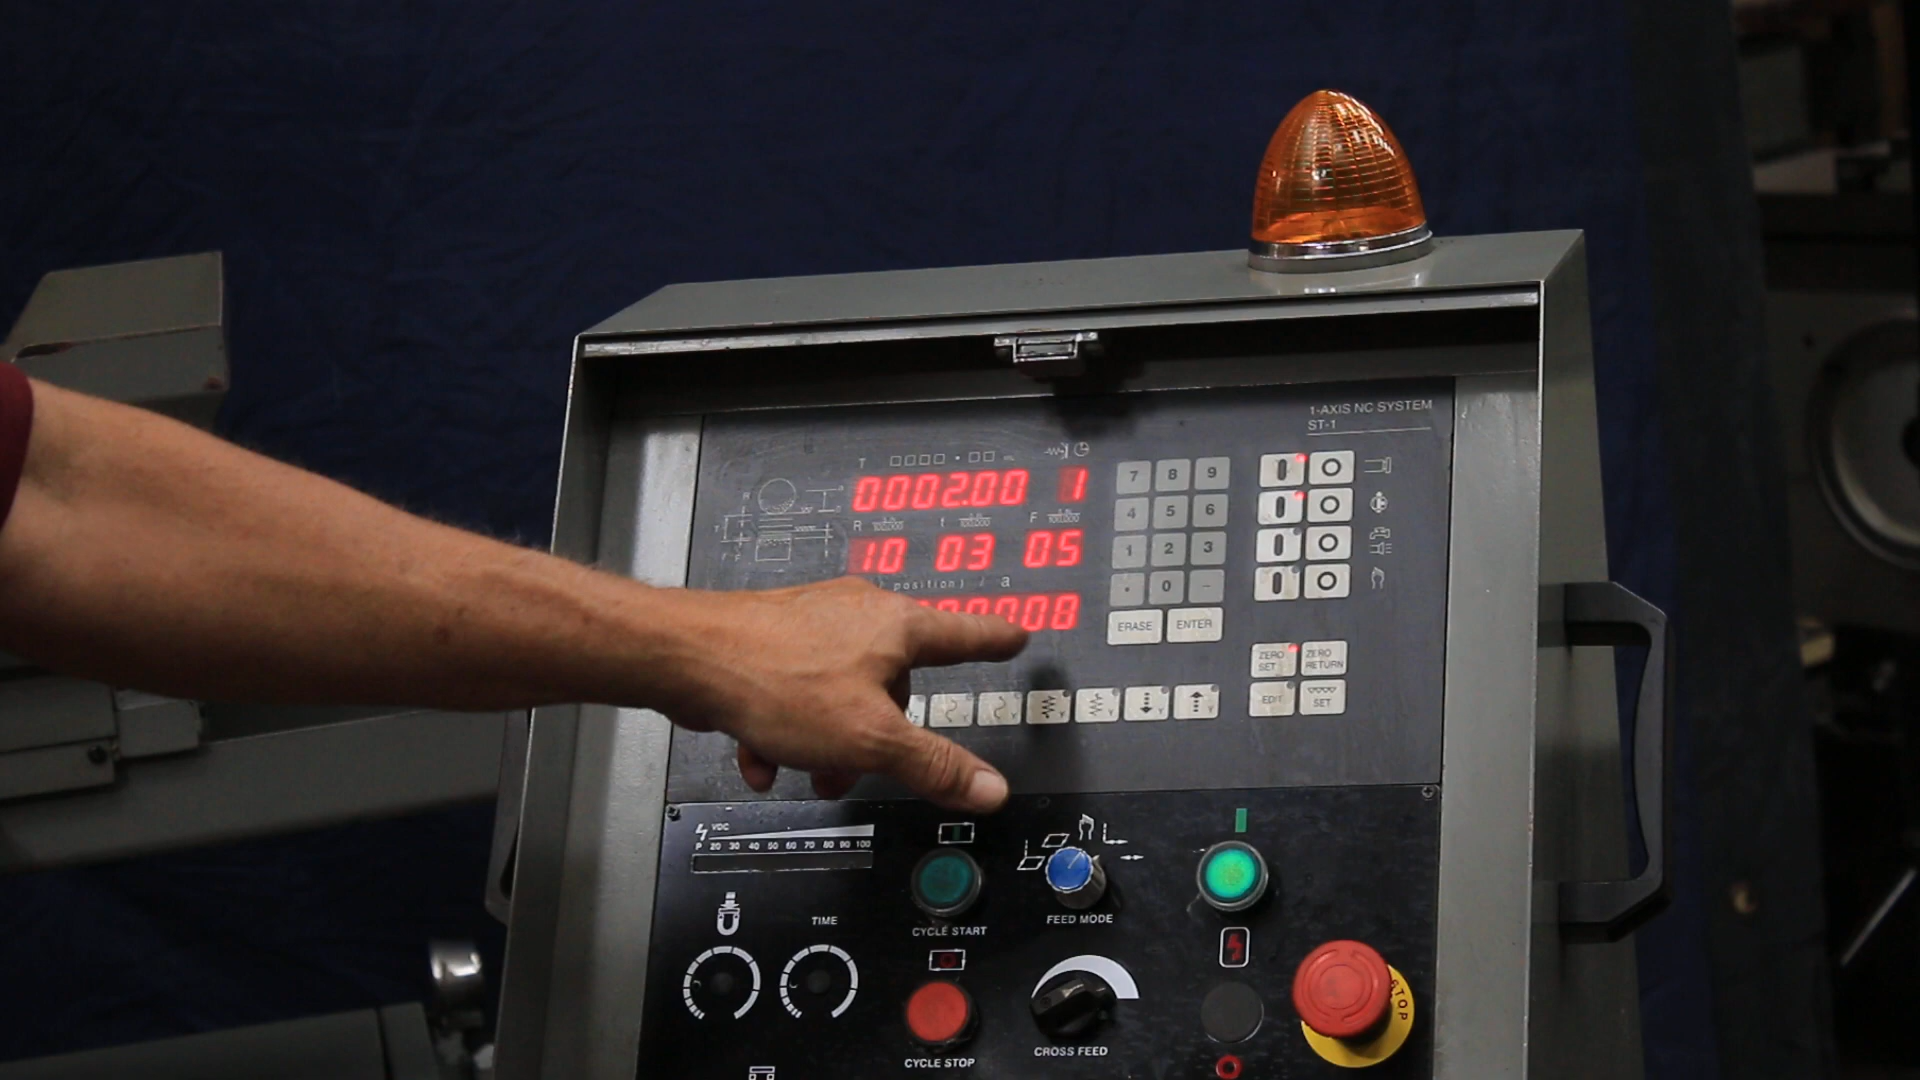 1-AXIS NC SYSTEM
ST-1
T
0002.00 1
R
F
10 03 05
position) / a
08
7 8 9
4 5 6
1 2 3
. 0 -
ERASE ENTER
ZERO SET
ZERO RETURN
EDIT
SET
VDC
P 20 30 40 50 60 70 80 90 100
TIME
CYCLE START
FEED MODE
CYCLE STOP
CROSS FEED
STOP